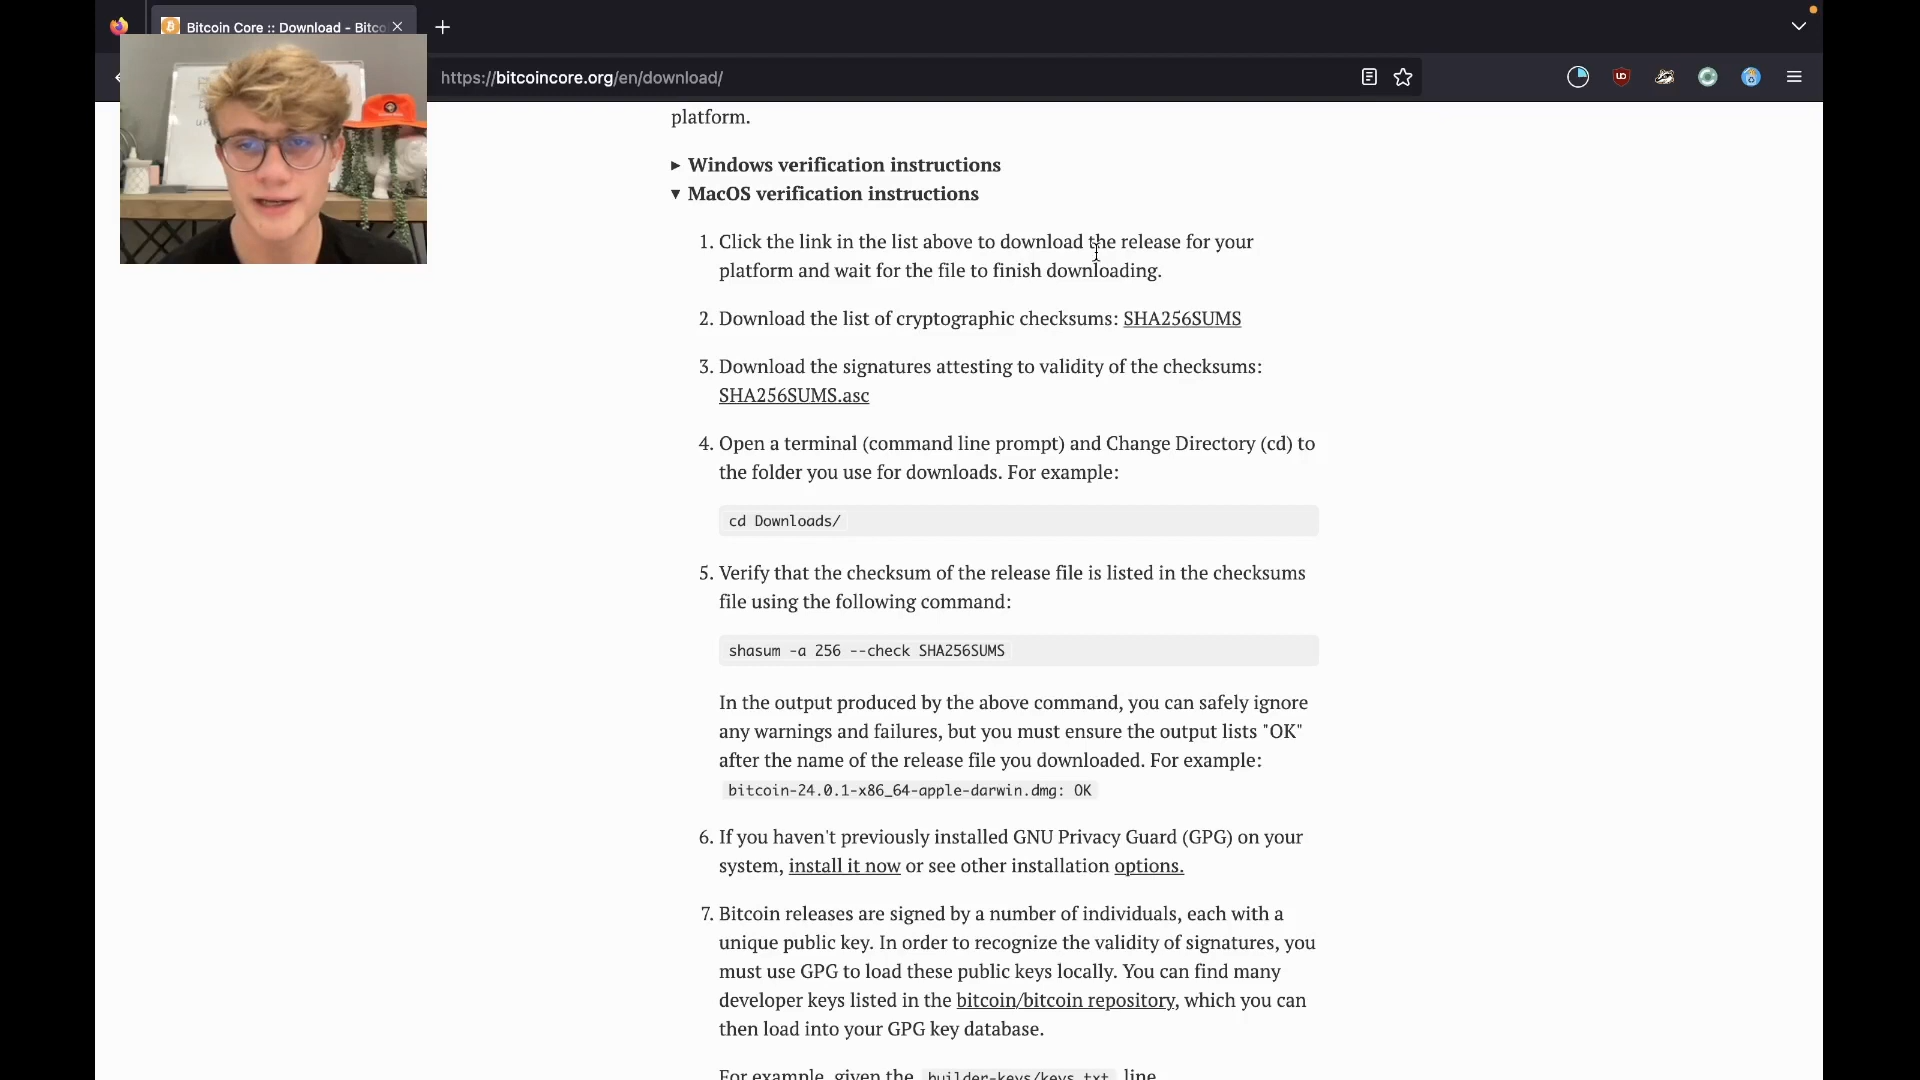 Bitcoin Core :: Download - Bitco
https://bitcoincore.org/en/download/
platform.
Windows verification instructions
MacOS verification instructions
1. Click the link in the list above to download the release for your
platform and wait for the file to finish downloading.
2. Download the list of cryptographic checksums: SHA256SUMS
3. Download the signatures attesting to validity of the checksums:
SHA256SUMS.asc
4. Open a terminal (command line prompt) and Change Directory (cd) to
the folder you use for downloads. For example:
cd Downloads/
5. Verify that the checksum of the release file is listed in the checksums
file using the following command:
shasum -a 256 --check SHA256SUMS
In the output produced by the above command, you can safely ignore
any warnings and failures, but you must ensure the output lists "OK"
after the name of the release file you downloaded. For example:
bitcoin-24.0.1-x86_64-apple-darwin.dmg: OK
6. If you haven't previously installed GNU Privacy Guard (GPG) on your
system, install it now or see other installation options.
7. Bitcoin releases are signed by a number of individuals, each with a
unique public key. In order to recognize the validity of signatures, you
must use GPG to load these public keys locally. You can find many
developer keys listed in the bitcoin/bitcoin repository, which you can
then load into your GPG key database.
For example, given the builder-keys/keys.txt line